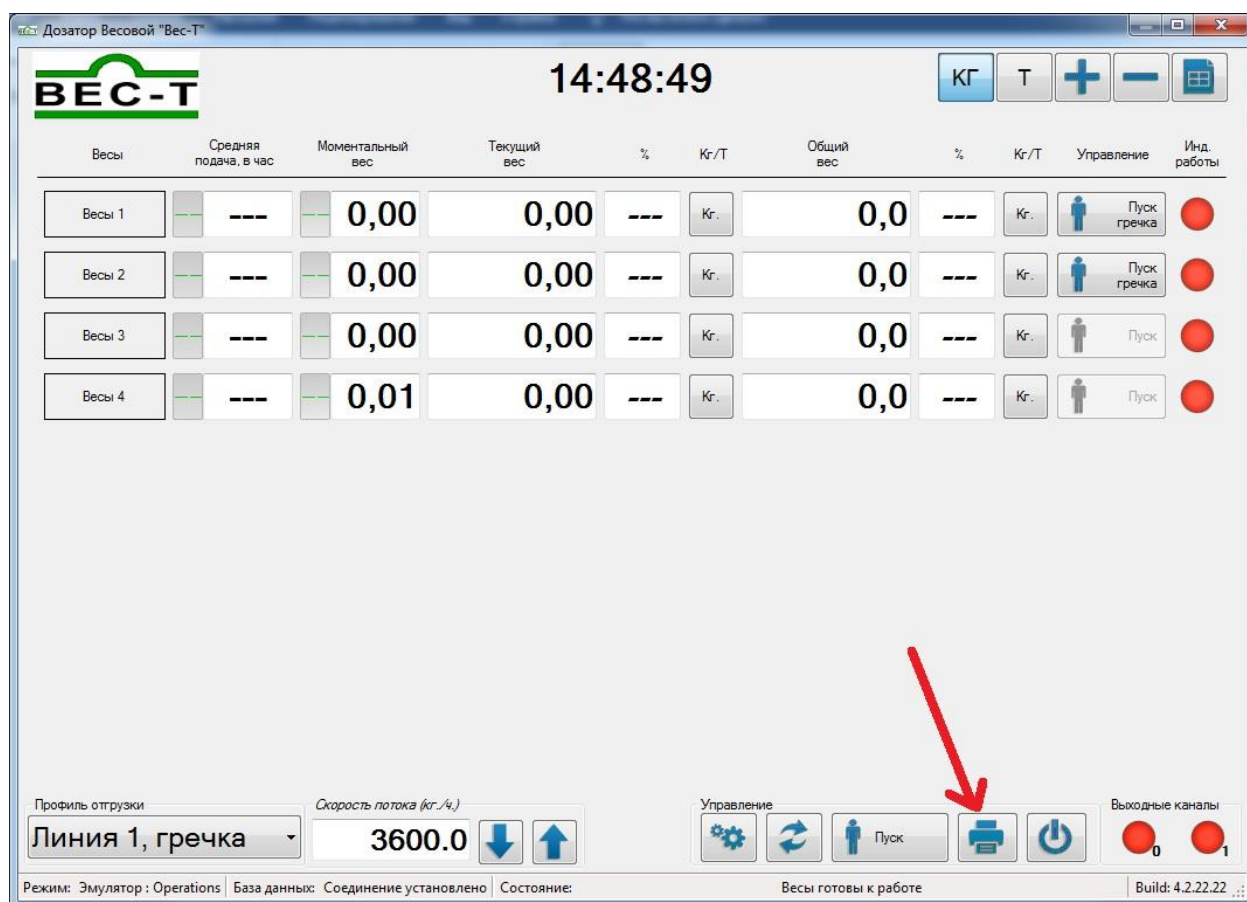 Дозатор Весовой "Вес-Т"
ВЕС-Т
14:48:49
КГ Т
Весы Средняя подача, в час Моментальный вес Текущий вес % Кг/Т Общий вес % Кг/Т Управление Инд. работы
Весы 1 -- --- -- 0,00 0,00 --- Кг. 0,0 --- Кг. Пуск гречка
Весы 2 -- --- -- 0,00 0,00 --- Кг. 0,0 --- Кг. Пуск гречка
Весы 3 -- --- -- 0,00 0,00 --- Кг. 0,0 --- Кг. Пуск
Весы 4 -- --- -- 0,01 0,00 --- Кг. 0,0 --- Кг. Пуск
Профиль отгрузки Скорость потока (кг./ч.) Управление Выходные каналы
Линия 1, гречка 3600.0 Пуск 0 1
Режим: Эмулятор : Operations База данных: Соединение установлено Состояние: Весы готовы к работе Build: 4.2.22.22